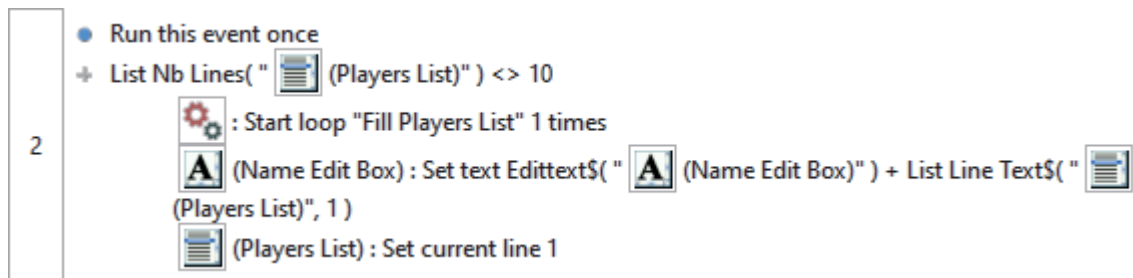 Run this event once
List Nb Lines( " (Players List)" ) <> 10
: Start loop "Fill Players List" 1 times
2
A (Name Edit Box) : Set text Edittext$( " A (Name Edit Box)" ) + List Line Text$( "
(Players List)", 1 )
(Players List) : Set current line 1